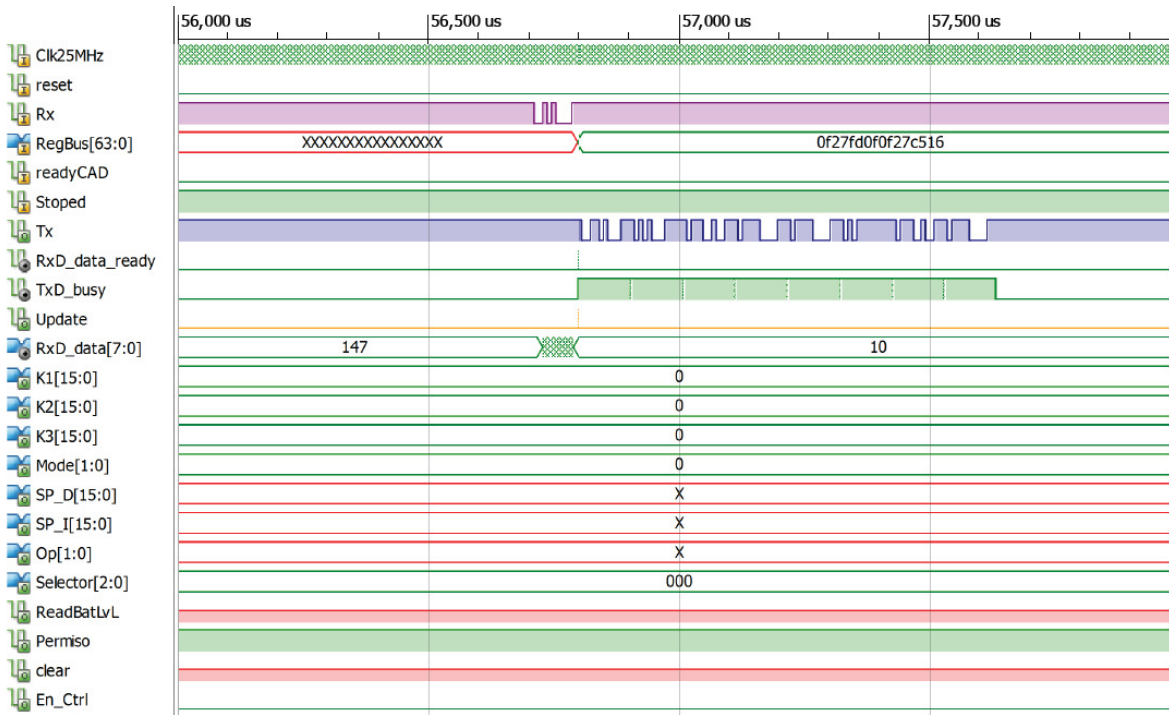 56,000 us 56,500 us 57,000 us 57,500 us
Clk25MHz
reset
Rx
RegBus[63:0] XXXXXXXXXXXXXXXX 0f27fd0f0f27c516
readyCAD
Stoped
Tx
RxD_data_ready
TxD_busy
Update
RxD_data[7:0] 147 10
K1[15:0] 0
K2[15:0] 0
K3[15:0] 0
Mode[1:0] 0
SP_D[15:0] X
SP_I[15:0] X
Op[1:0] X
Selector[2:0] 000
ReadBatLvL
Permiso
clear
En_Ctrl